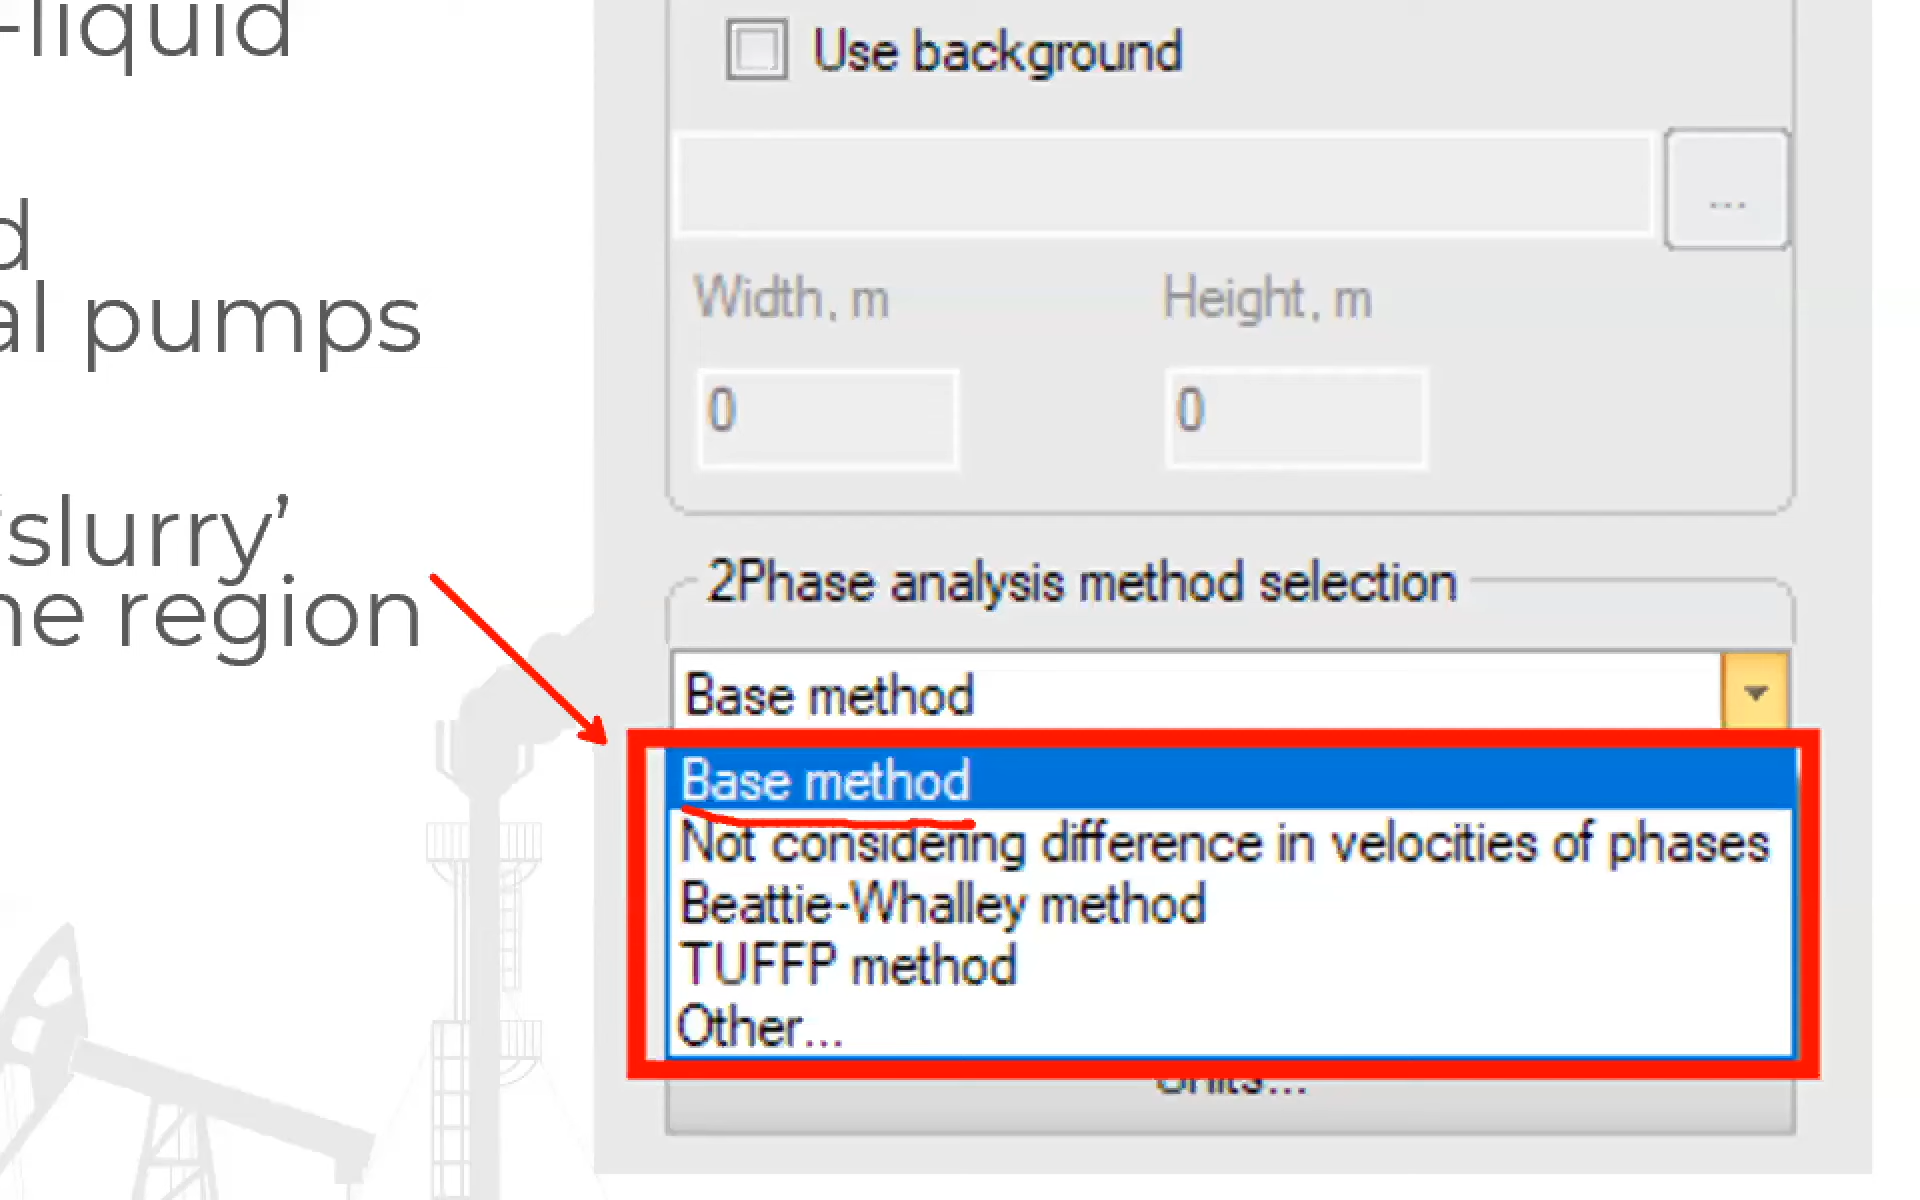 -liquid
d
al pumps
‘slurry’
ne region
Use background
...
Width, m
Height, m
0
0
2Phase analysis method selection
Base method
Base method
Not considering difference in velocities of phases
Beattie-Whalley method
TUFFP method
Other...
Units...